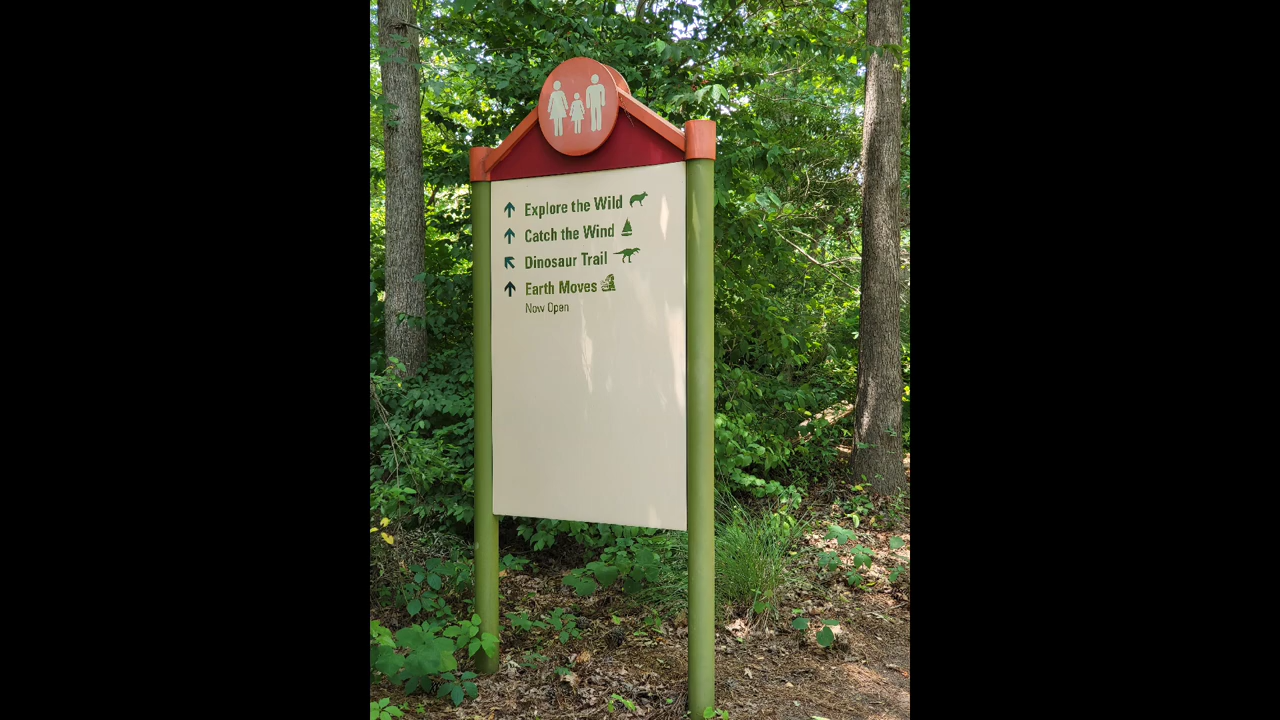 Explore the Wild
Catch the Wind
Dinosaur Trail
Earth Moves
Now Open